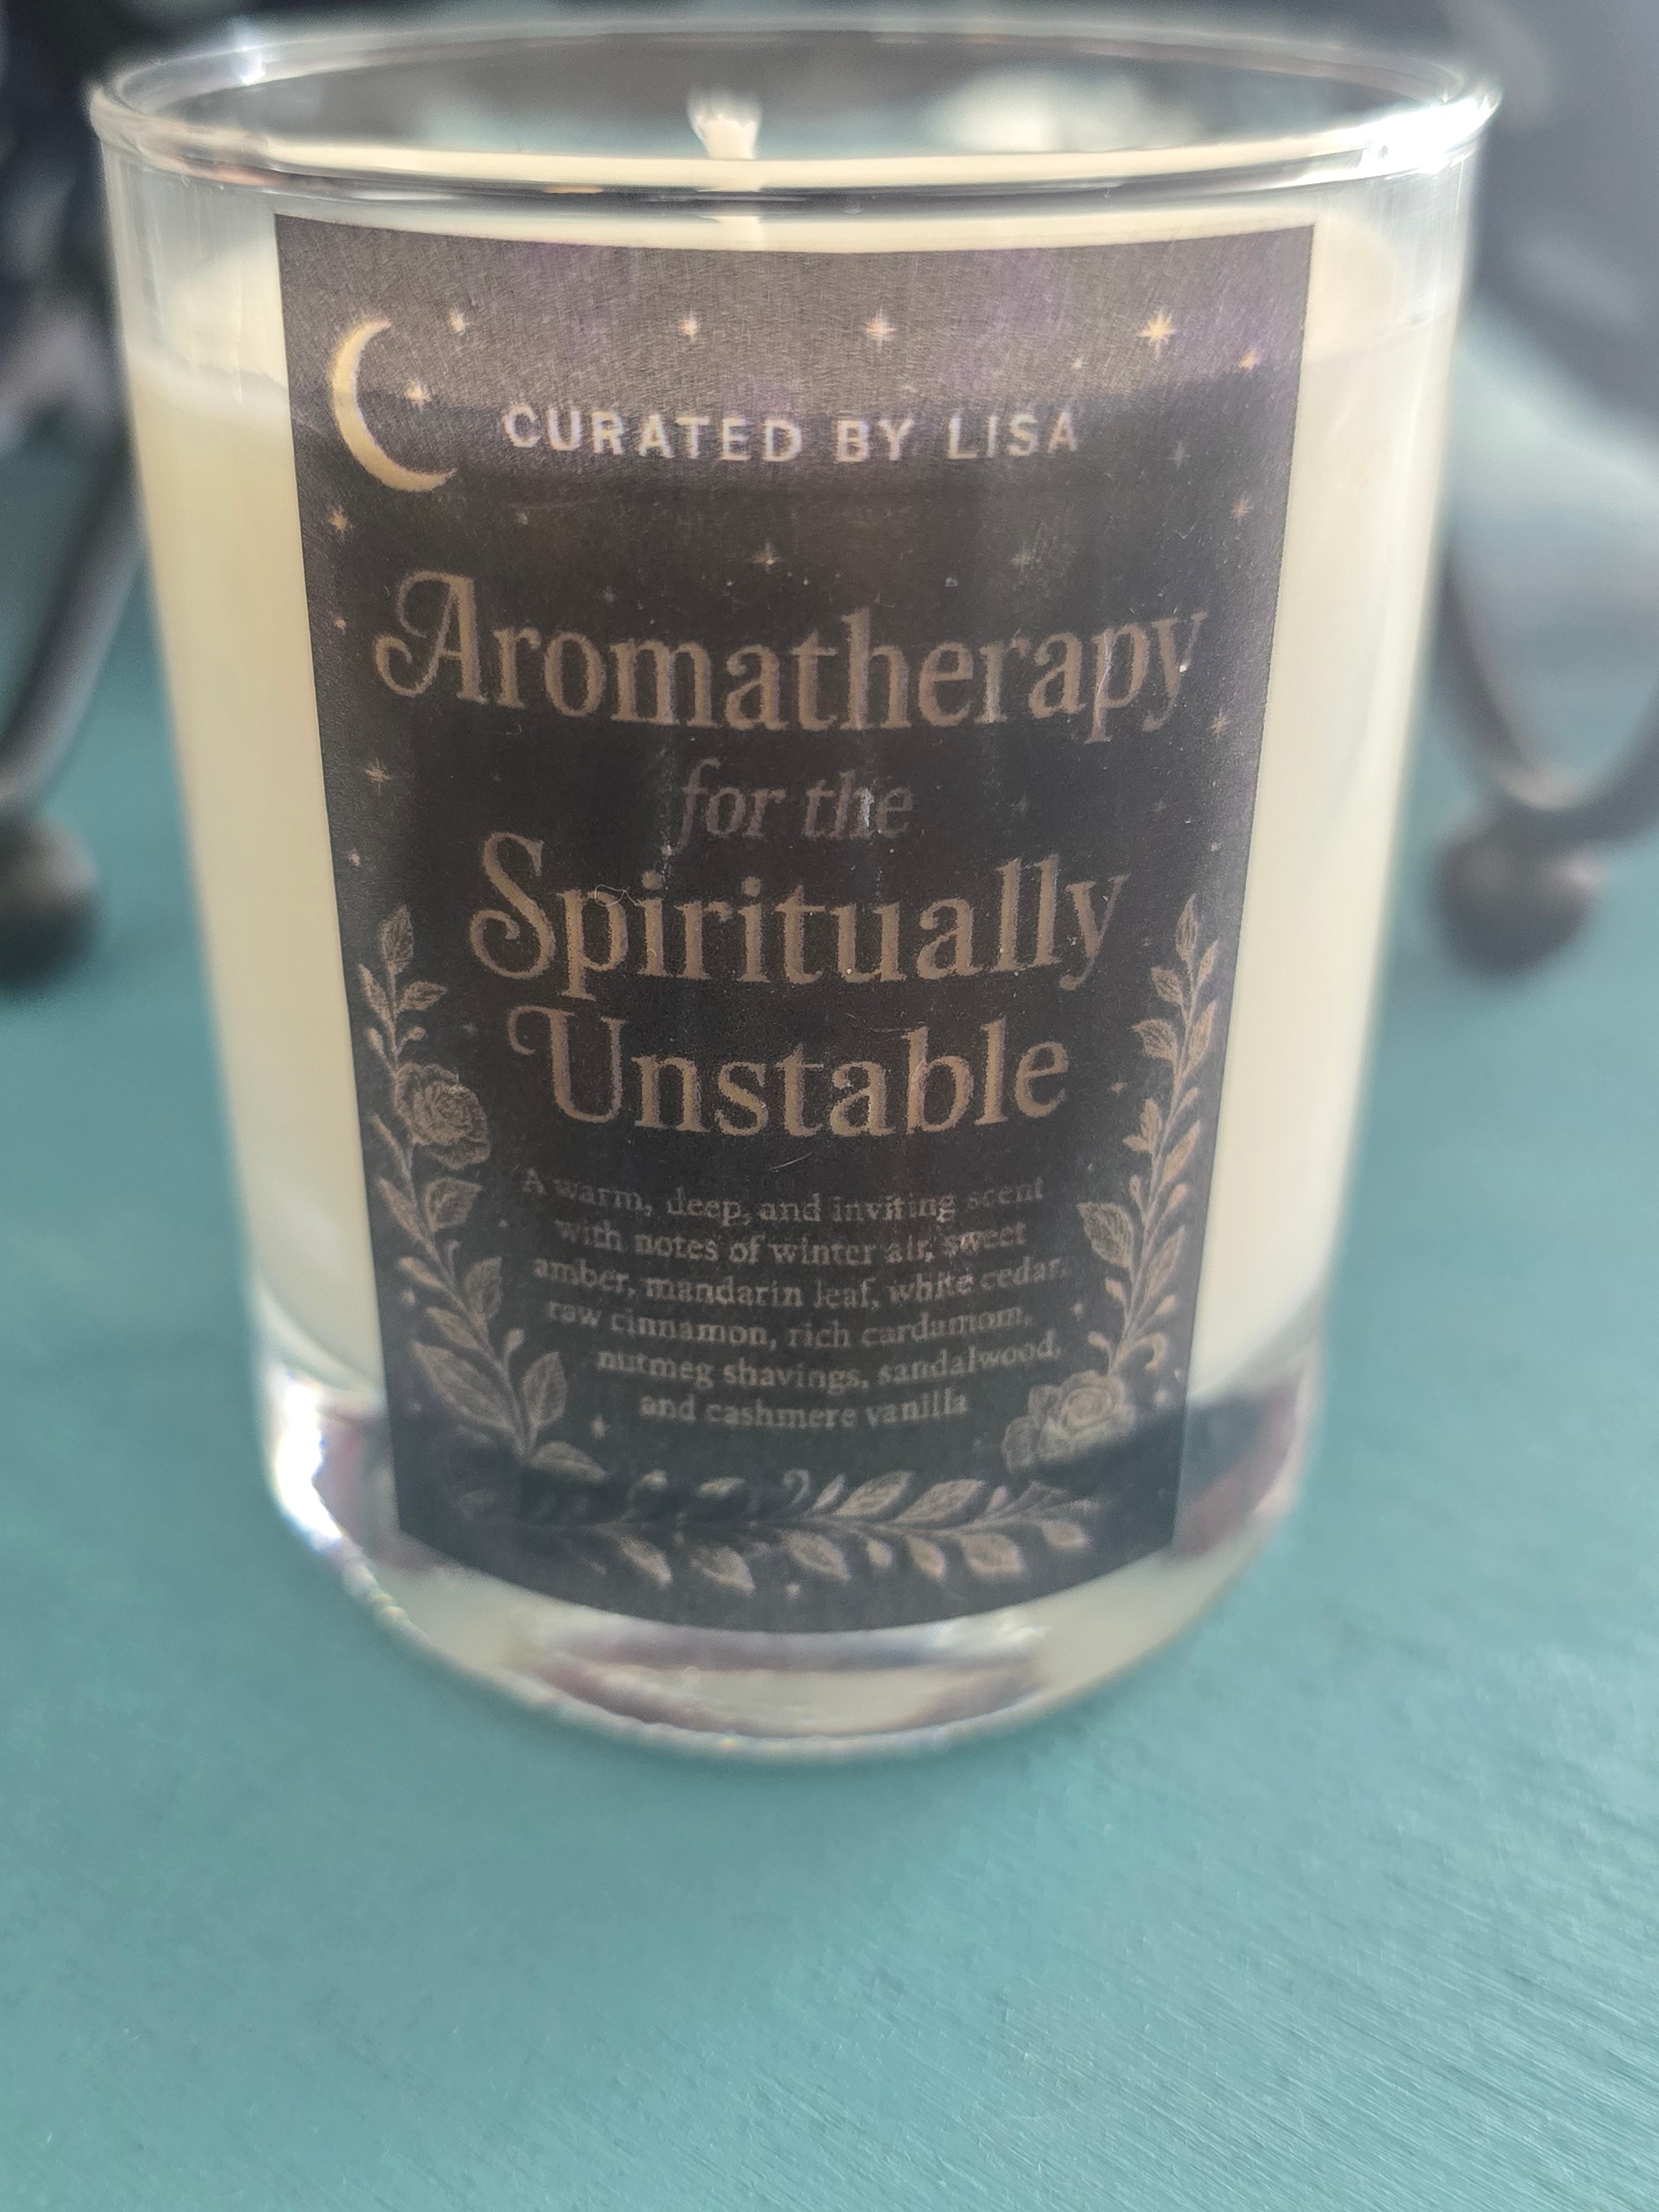 CURATED BY LISA
Aromatherapy
for the
Spiritually
Unstable
A warm, deep, and inviting scent
with notes of winter air, sweet
amber, mandarin leaf, white cedar,
raw cinnamon, rich cardamom,
nutmeg shavings, sandalwood,
and cashmere vanilla